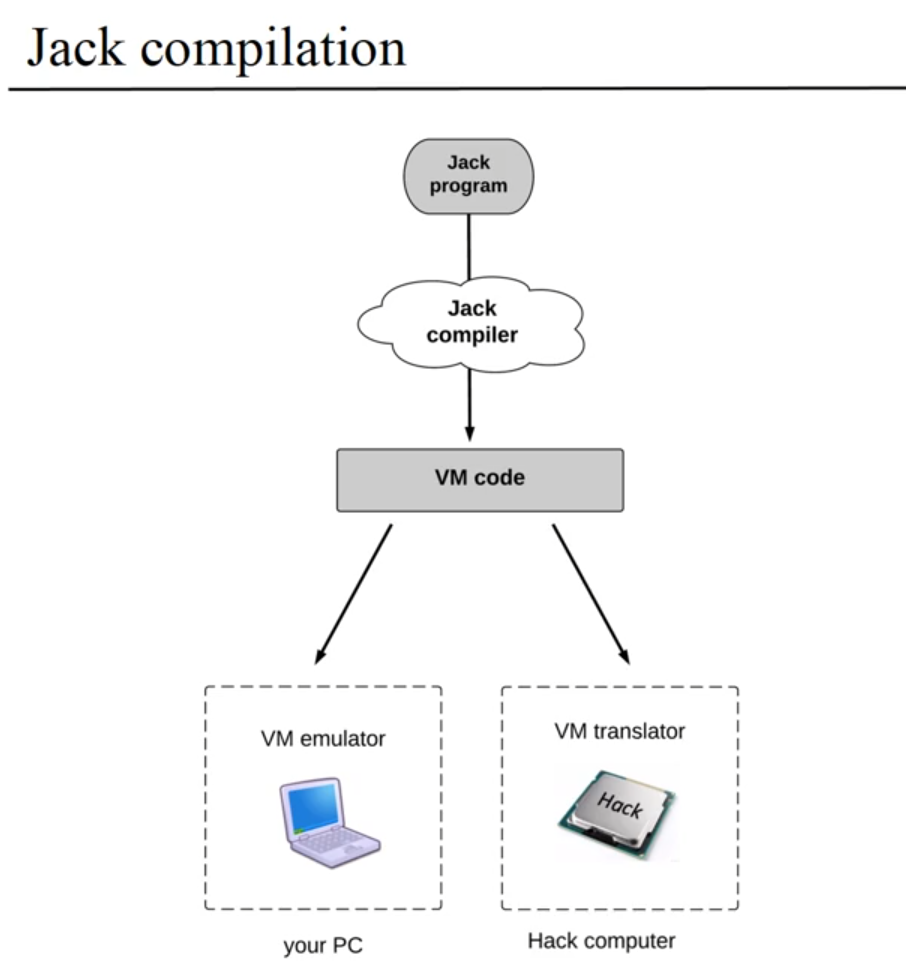 Jack compilation
Jack
program
Jack
compiler
VM code
VM emulator
VM translator
Hack
your PC
Hack computer